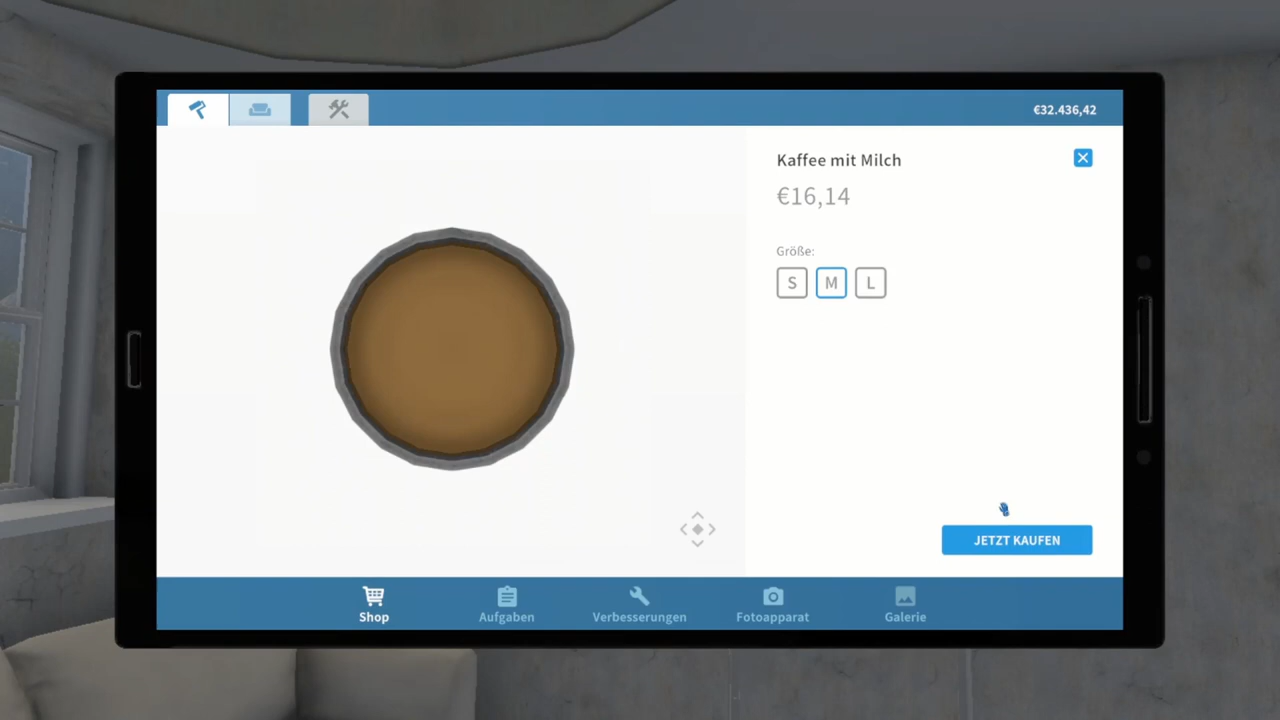 €32.436,42
Kaffee mit Milch
€16,14
Größe:
S M L
JETZT KAUFEN
Shop Aufgaben Verbesserungen Fotoapparat Galerie